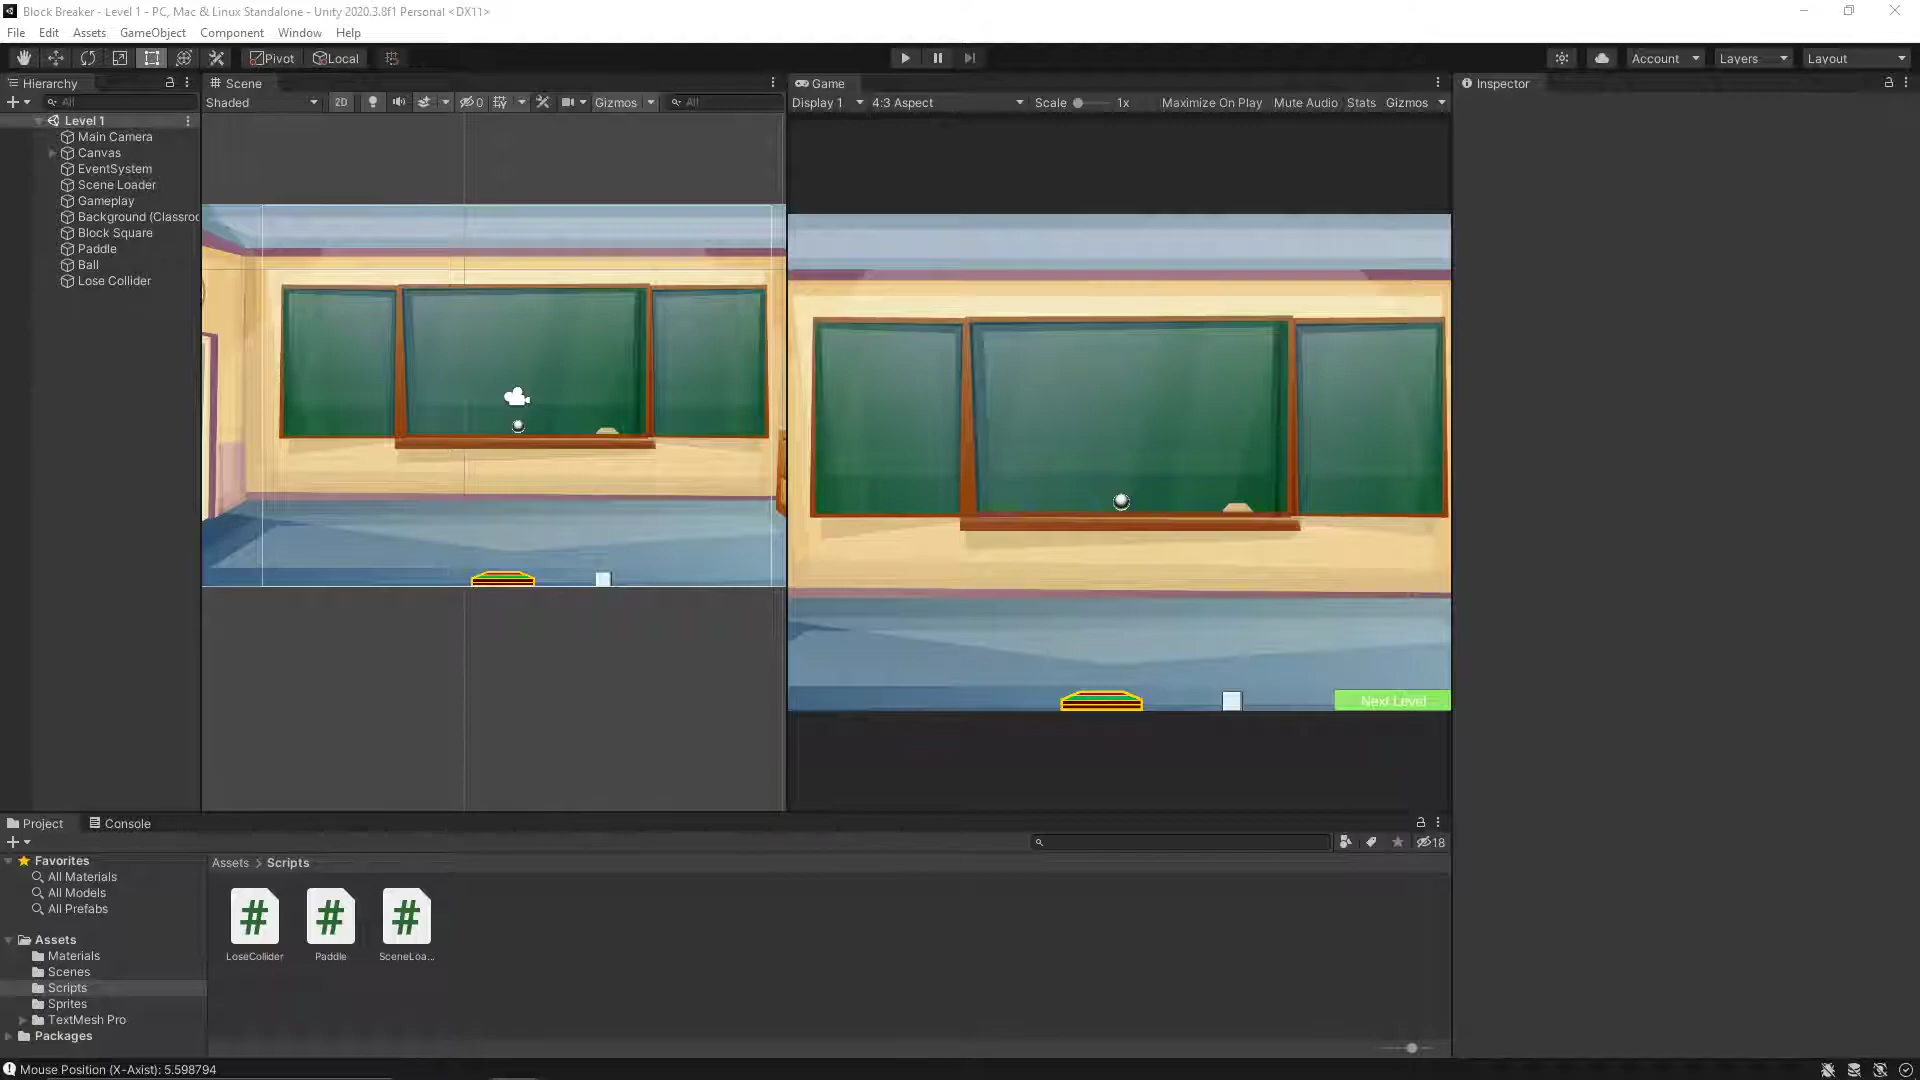 Block Breaker - Level 1 - PC, Mac & Linux Standalone - Unity 2020.3.8f1 Personal <DX11>
File Edit Assets GameObject Component Window Help
Pivot Local Account Layers Layout
Hierarchy
All
Level 1
Main Camera
Canvas
EventSystem
Scene Loader
Gameplay
Background (Classroo
Block Square
Paddle
Ball
Lose Collider
Scene
Shaded 2D 0 Gizmos All
Game
Display 1 4:3 Aspect Scale 1x Maximize On Play Mute Audio Stats Gizmos
Next Level
Inspector
Project Console
18
Favorites
All Materials
All Models
All Prefabs
Assets
Materials
Scenes
Scripts
Sprites
TextMesh Pro
Packages
Assets > Scripts
LoseCollider Paddle SceneLoa...
Mouse Position (X-Axist): 5.598794